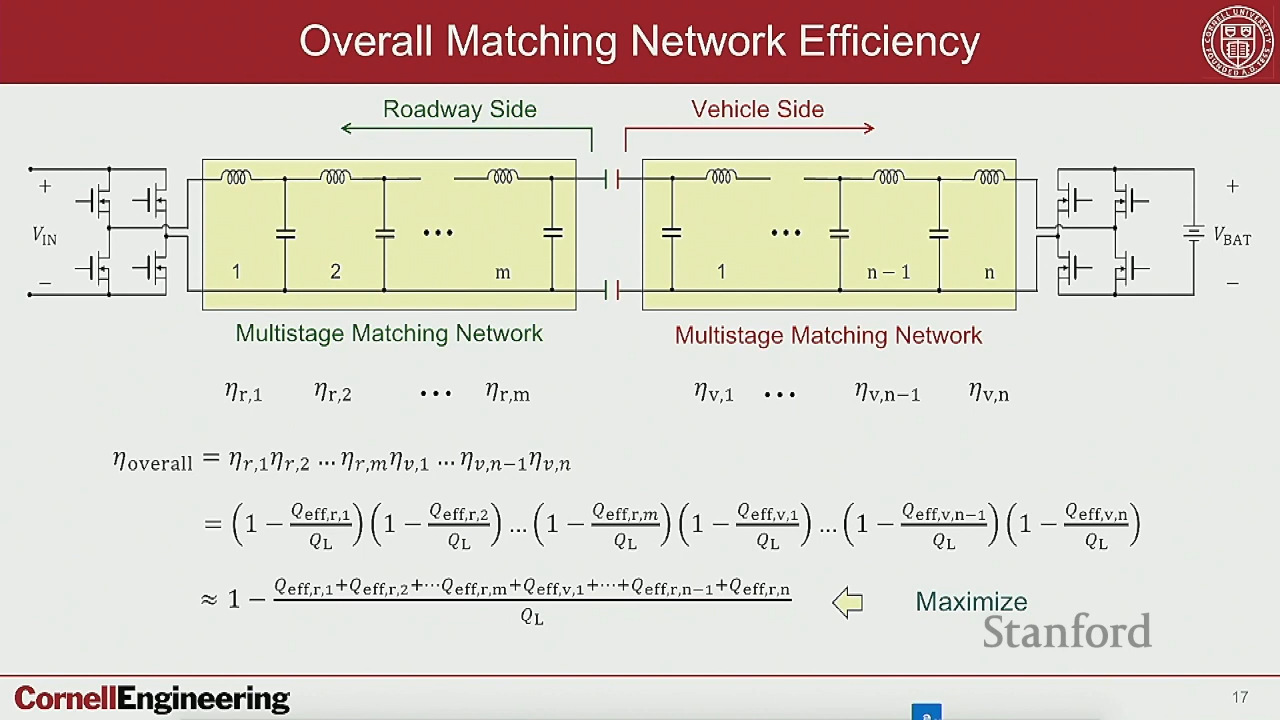 Overall Matching Network Efficiency
Roadway Side
Vehicle Side
+
V_IN
−
1
2
•••
m
1
•••
n − 1
n
+
V_BAT
−
Multistage Matching Network
Multistage Matching Network
η_r,1 η_r,2 ••• η_r,m η_v,1 ••• η_v,n−1 η_v,n
η_overall = η_r,1 η_r,2 … η_r,m η_v,1 … η_v,n−1 η_v,n
= (1 − Q_eff,r,1/Q_L)(1 − Q_eff,r,2/Q_L)…(1 − Q_eff,r,m/Q_L)(1 − Q_eff,v,1/Q_L)…(1 − Q_eff,v,n−1/Q_L)(1 − Q_eff,v,n/Q_L)
≈ 1 − (Q_eff,r,1+Q_eff,r,2+⋯Q_eff,r,m+Q_eff,v,1+⋯+Q_eff,r,n−1+Q_eff,r,n)/Q_L
Maximize
Stanford
CornellEngineering
17